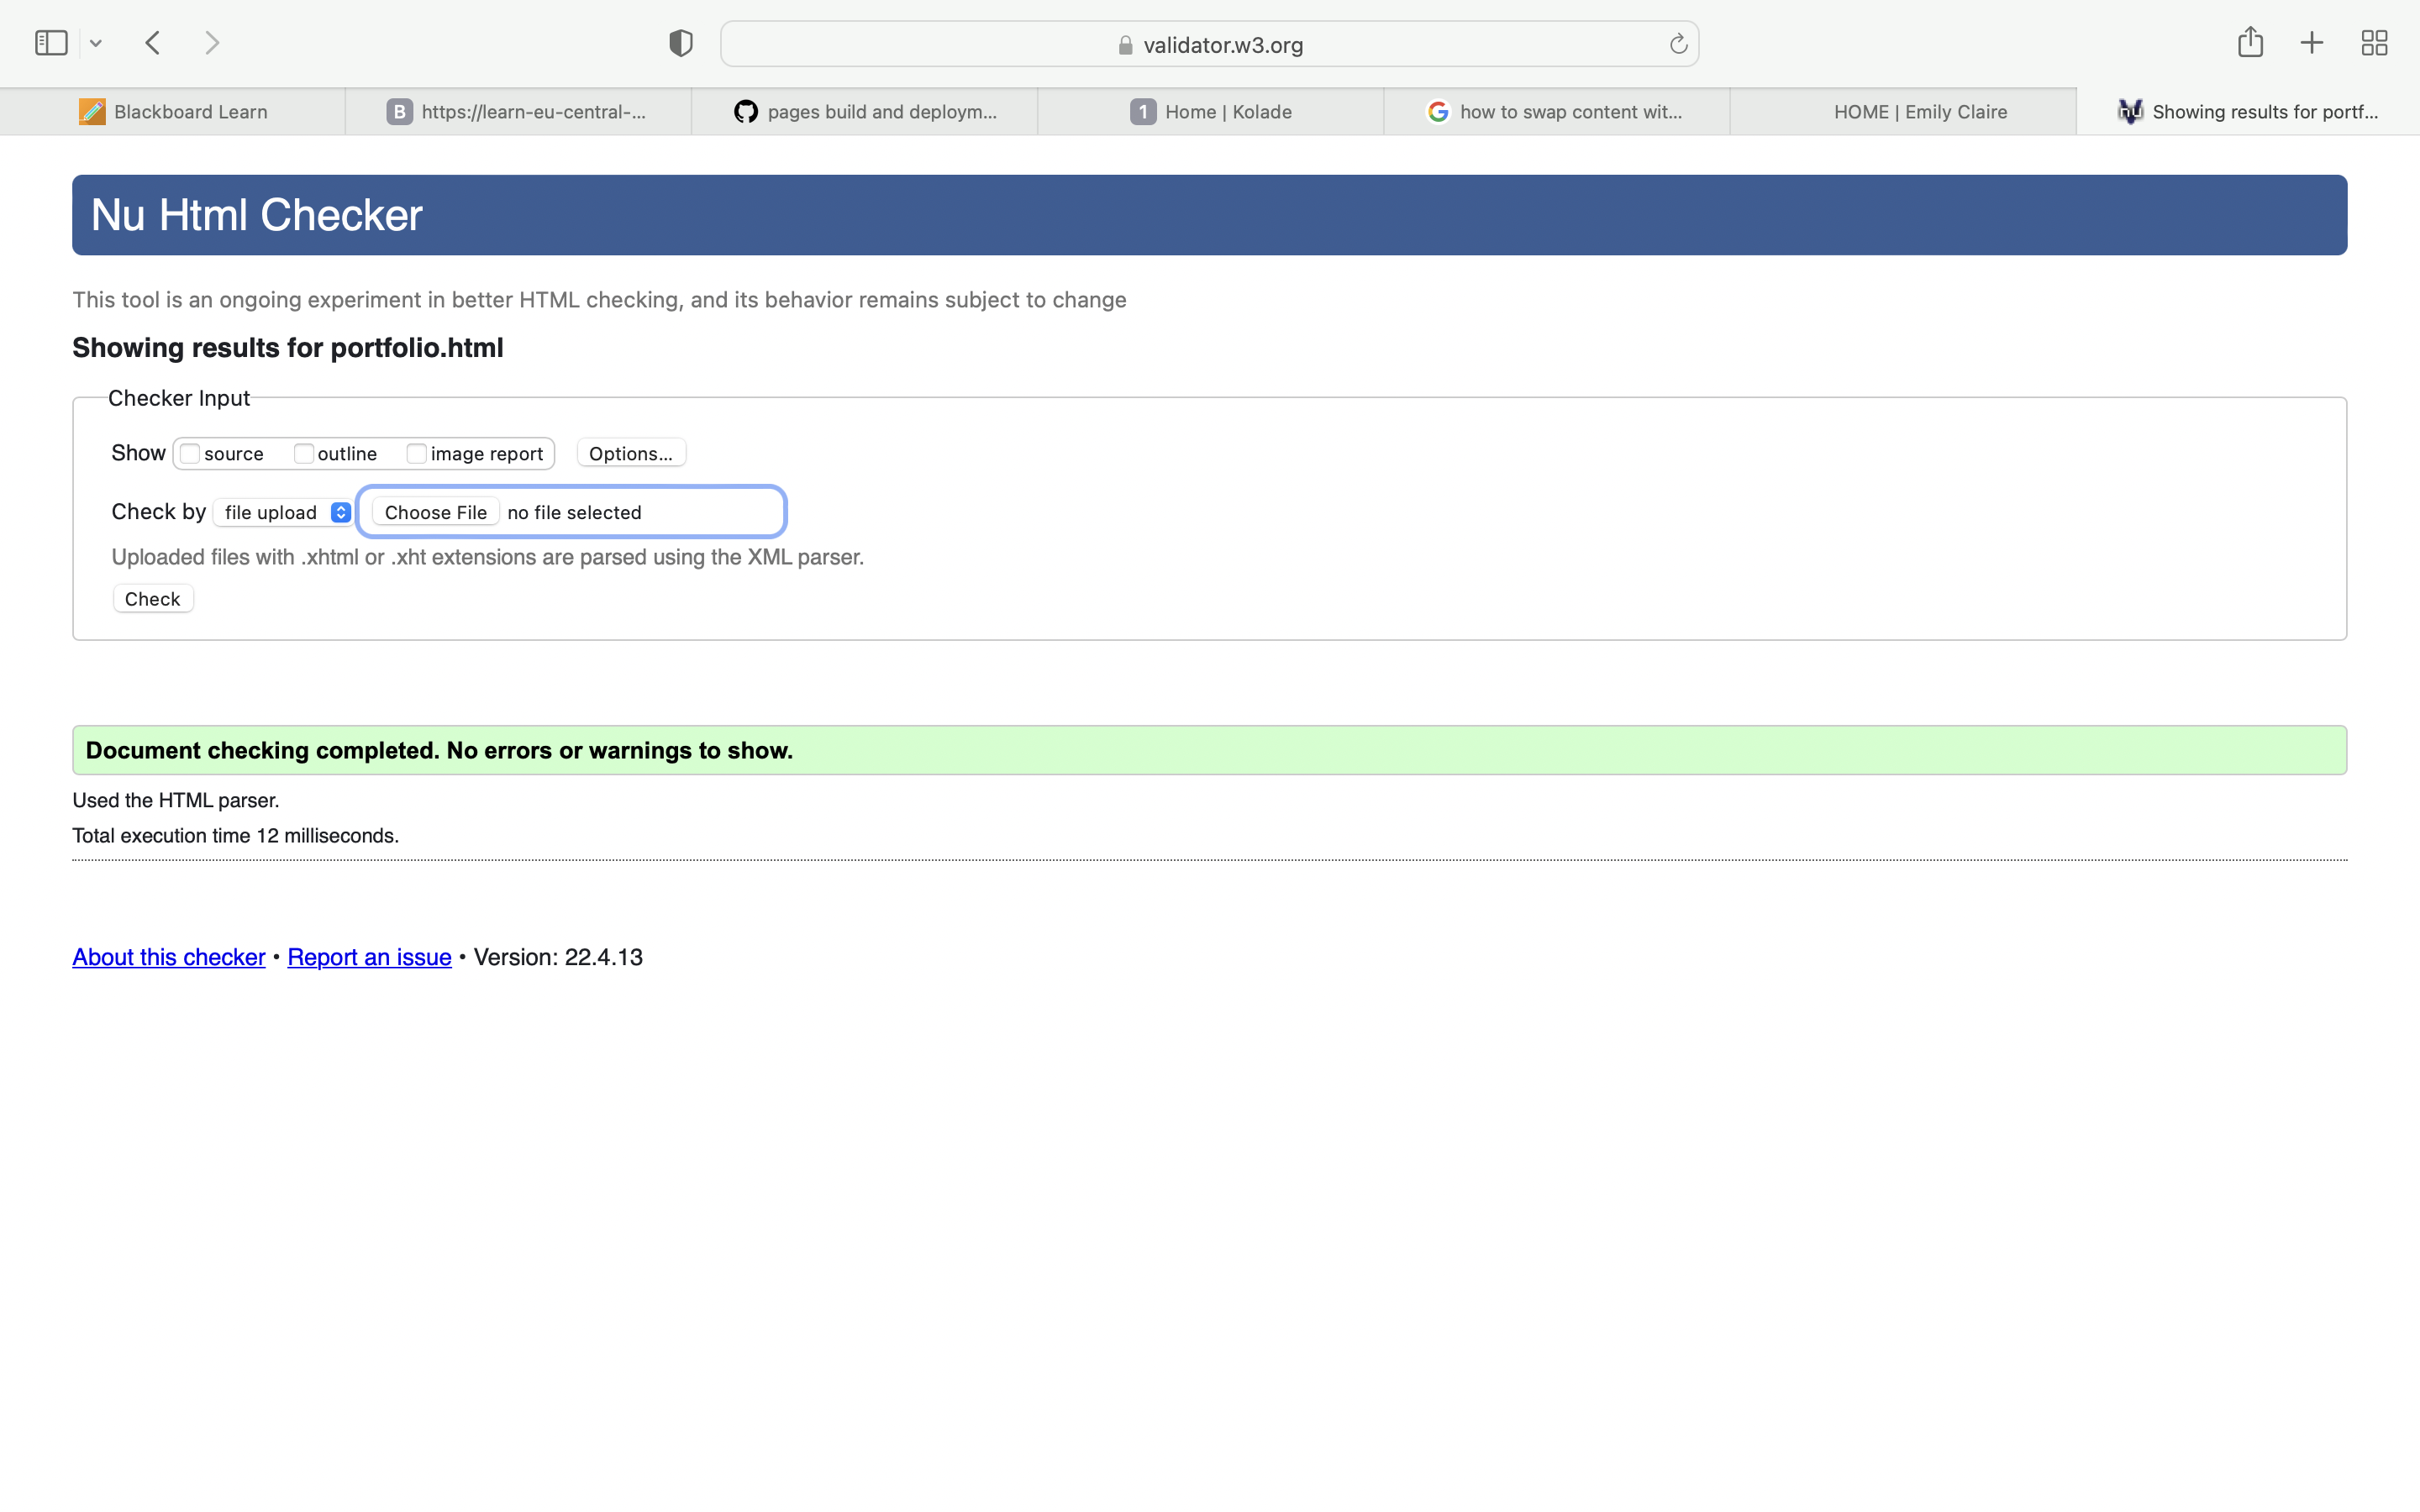 validator.w3.org
Blackboard Learn
B https://learn-eu-central-...
pages build and deploym...
1 Home | Kolade
G how to swap content wit...
HOME | Emily Claire
nu Showing results for portf...
Nu Html Checker
This tool is an ongoing experiment in better HTML checking, and its behavior remains subject to change
Showing results for portfolio.html
Checker Input
Show source outline image report Options...
Check by file upload Choose File no file selected
Uploaded files with .xhtml or .xht extensions are parsed using the XML parser.
Check
Document checking completed. No errors or warnings to show.
Used the HTML parser.
Total execution time 12 milliseconds.
About this checker • Report an issue • Version: 22.4.13